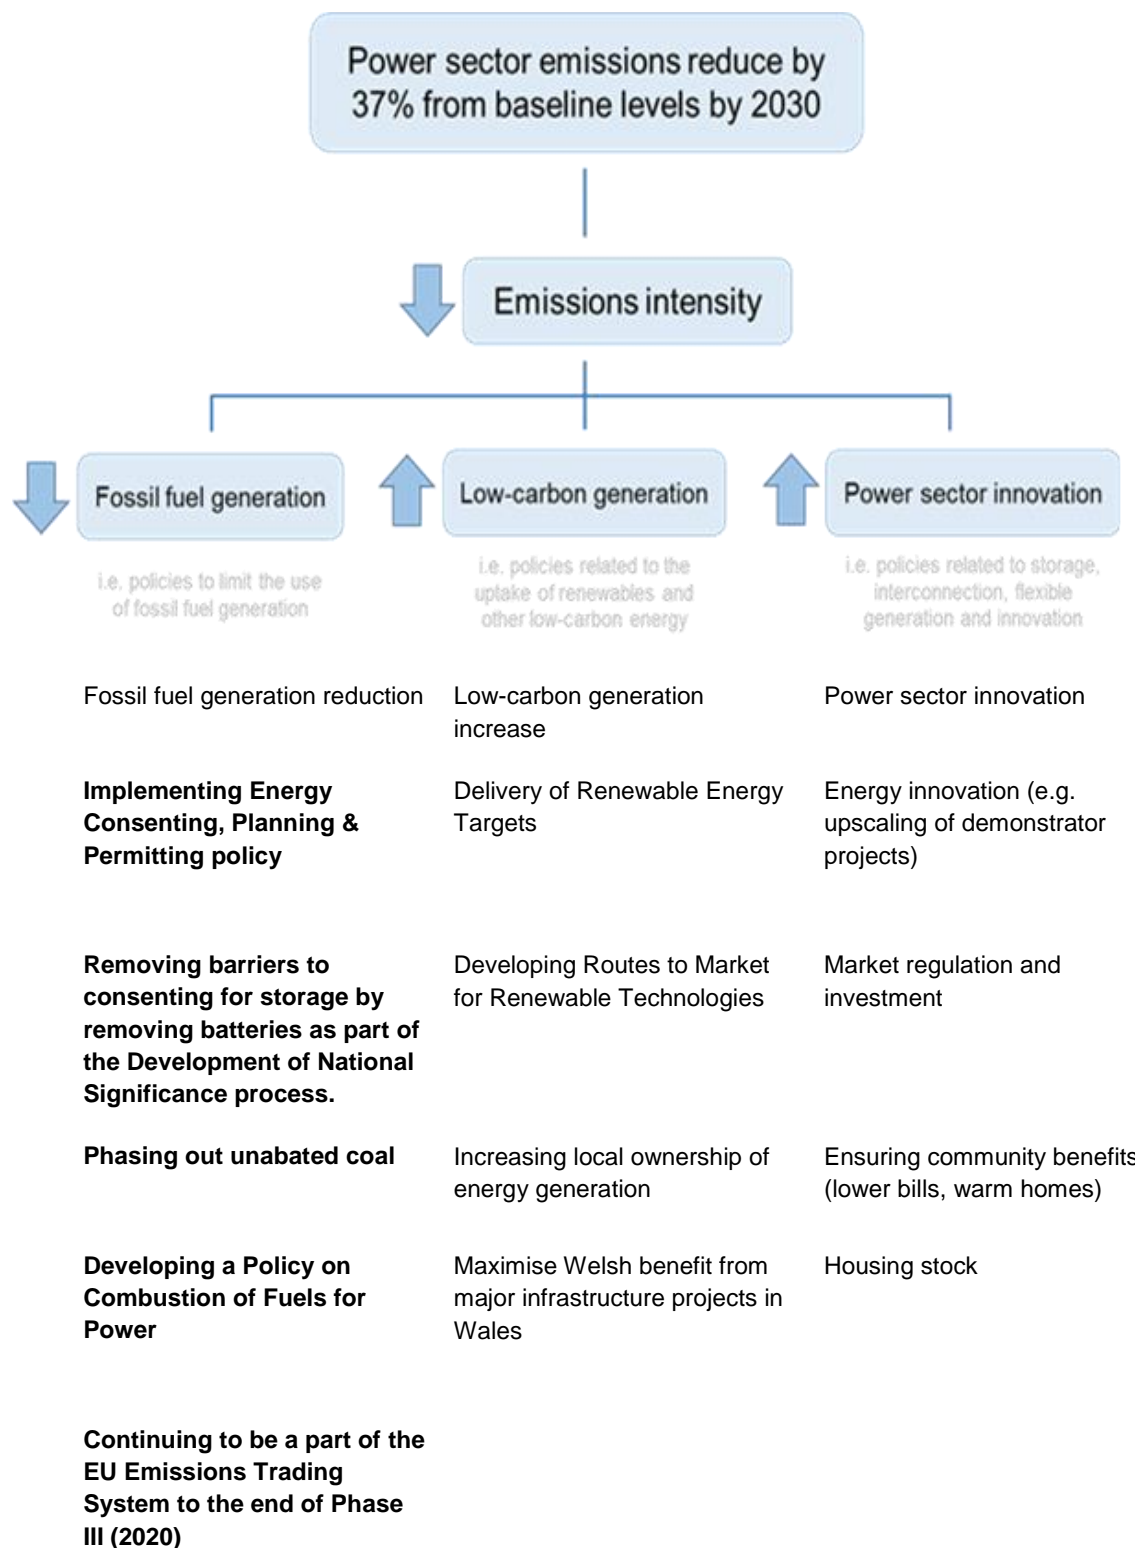 Power sector emissions reduce by
37% from baseline levels by 2030
Emissions intensity
Fossil fuel generation
Low-carbon generation
Power sector innovation
i.e. policies to limit the use
of fossil fuel generation
i.e. policies related to the
uptake of renewables and
other low-carbon energy
i.e. policies related to storage,
interconnection, flexible
generation and innovation
Fossil fuel generation reduction
Low-carbon generation
increase
Power sector innovation
Implementing Energy
Consenting, Planning &
Permitting policy
Delivery of Renewable Energy
Targets
Energy innovation (e.g.
upscaling of demonstrator
projects)
Removing barriers to
consenting for storage by
removing batteries as part of
the Development of National
Significance process.
Developing Routes to Market
for Renewable Technologies
Market regulation and
investment
Phasing out unabated coal
Increasing local ownership of
energy generation
Ensuring community benefits
(lower bills, warm homes)
Developing a Policy on
Combustion of Fuels for
Power
Maximise Welsh benefit from
major infrastructure projects in
Wales
Housing stock
Continuing to be a part of the
EU Emissions Trading
System to the end of Phase
III (2020)